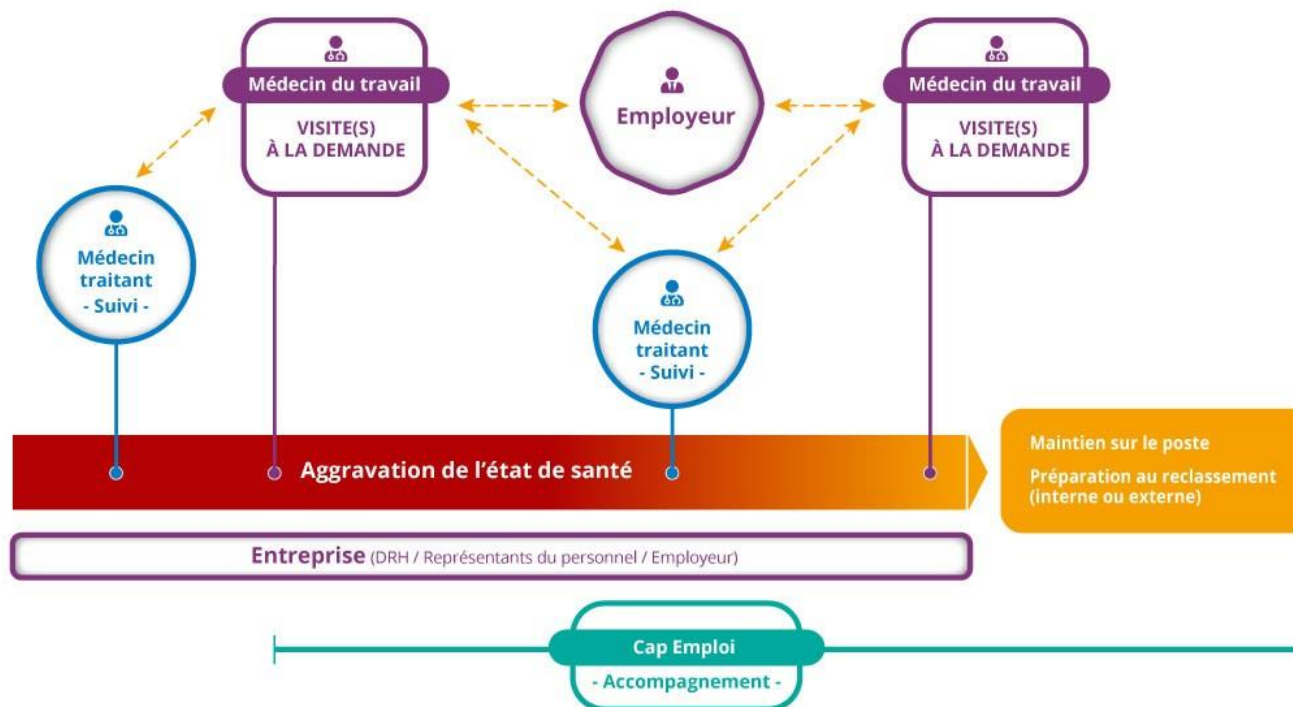 Médecin du travail
VISITE(S)
À LA DEMANDE
Employeur
Médecin du travail
VISITE(S)
À LA DEMANDE
Médecin
traitant
- Suivi -
Médecin
traitant
- Suivi -
Aggravation de l'état de santé
Maintien sur le poste
Préparation au reclassement
(interne ou externe)
Entreprise (DRH / Représentants du personnel / Employeur)
Cap Emploi
- Accompagnement -